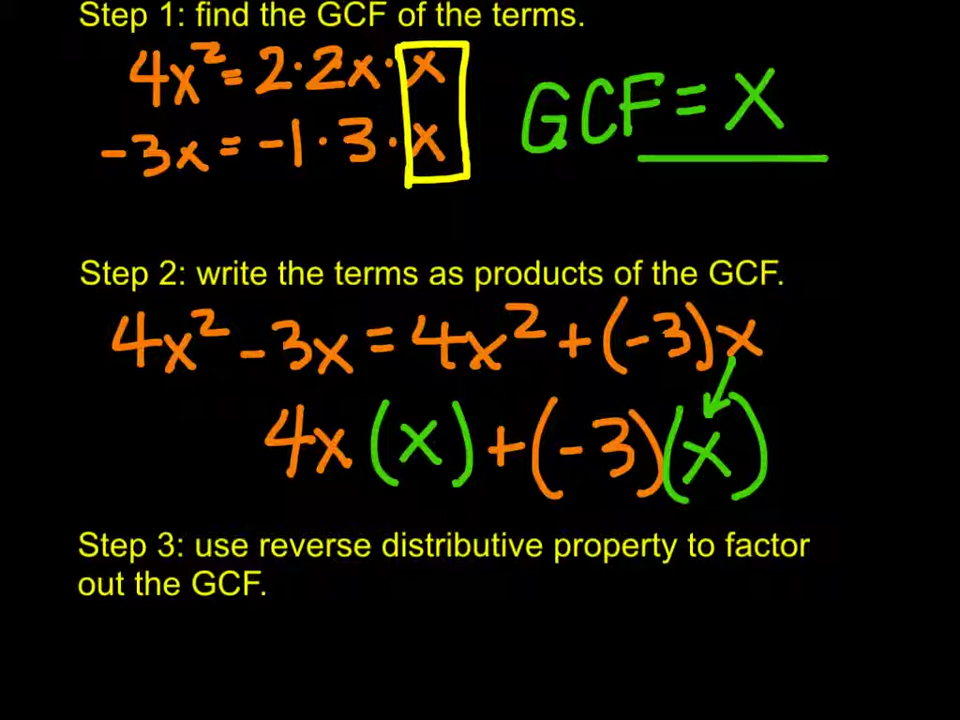 Step 1: find the GCF of the terms.
4x² = 2·2x·x
-3x = -1·3·x
GCF = x
Step 2: write the terms as products of the GCF.
4x² - 3x = 4x² + (-3)x
4x(x) + (-3)(x)
Step 3: use reverse distributive property to factor
out the GCF.